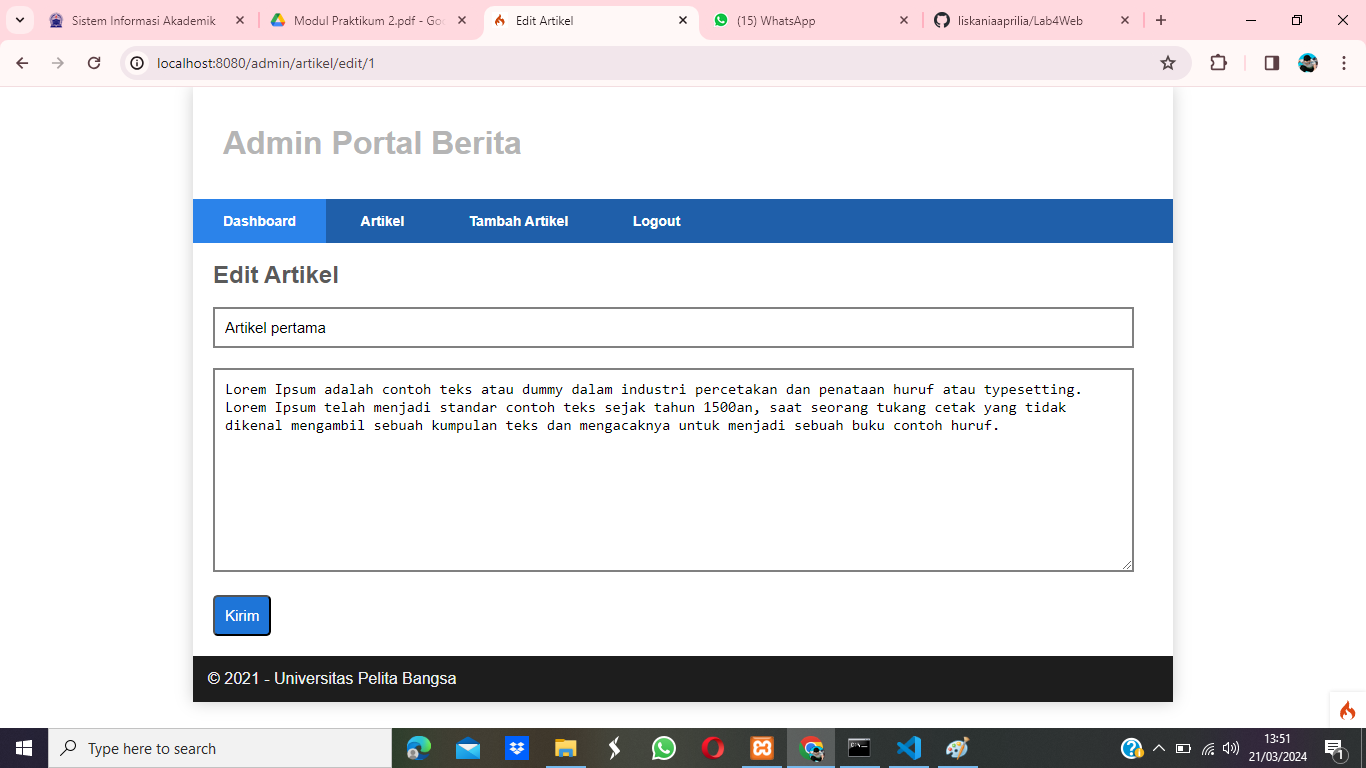 Sistem Informasi Akademik
Modul Praktikum 2.pdf - Goo
Edit Artikel
(15) WhatsApp
liskaniaaprilia/Lab4Web
localhost:8080/admin/artikel/edit/1
Admin Portal Berita
Dashboard Artikel Tambah Artikel Logout
Edit Artikel
Artikel pertama
Lorem Ipsum adalah contoh teks atau dummy dalam industri percetakan dan penataan huruf atau typesetting.
Lorem Ipsum telah menjadi standar contoh teks sejak tahun 1500an, saat seorang tukang cetak yang tidak
dikenal mengambil sebuah kumpulan teks dan mengacaknya untuk menjadi sebuah buku contoh huruf.
Kirim
© 2021 - Universitas Pelita Bangsa
Type here to search
13:51
21/03/2024
1